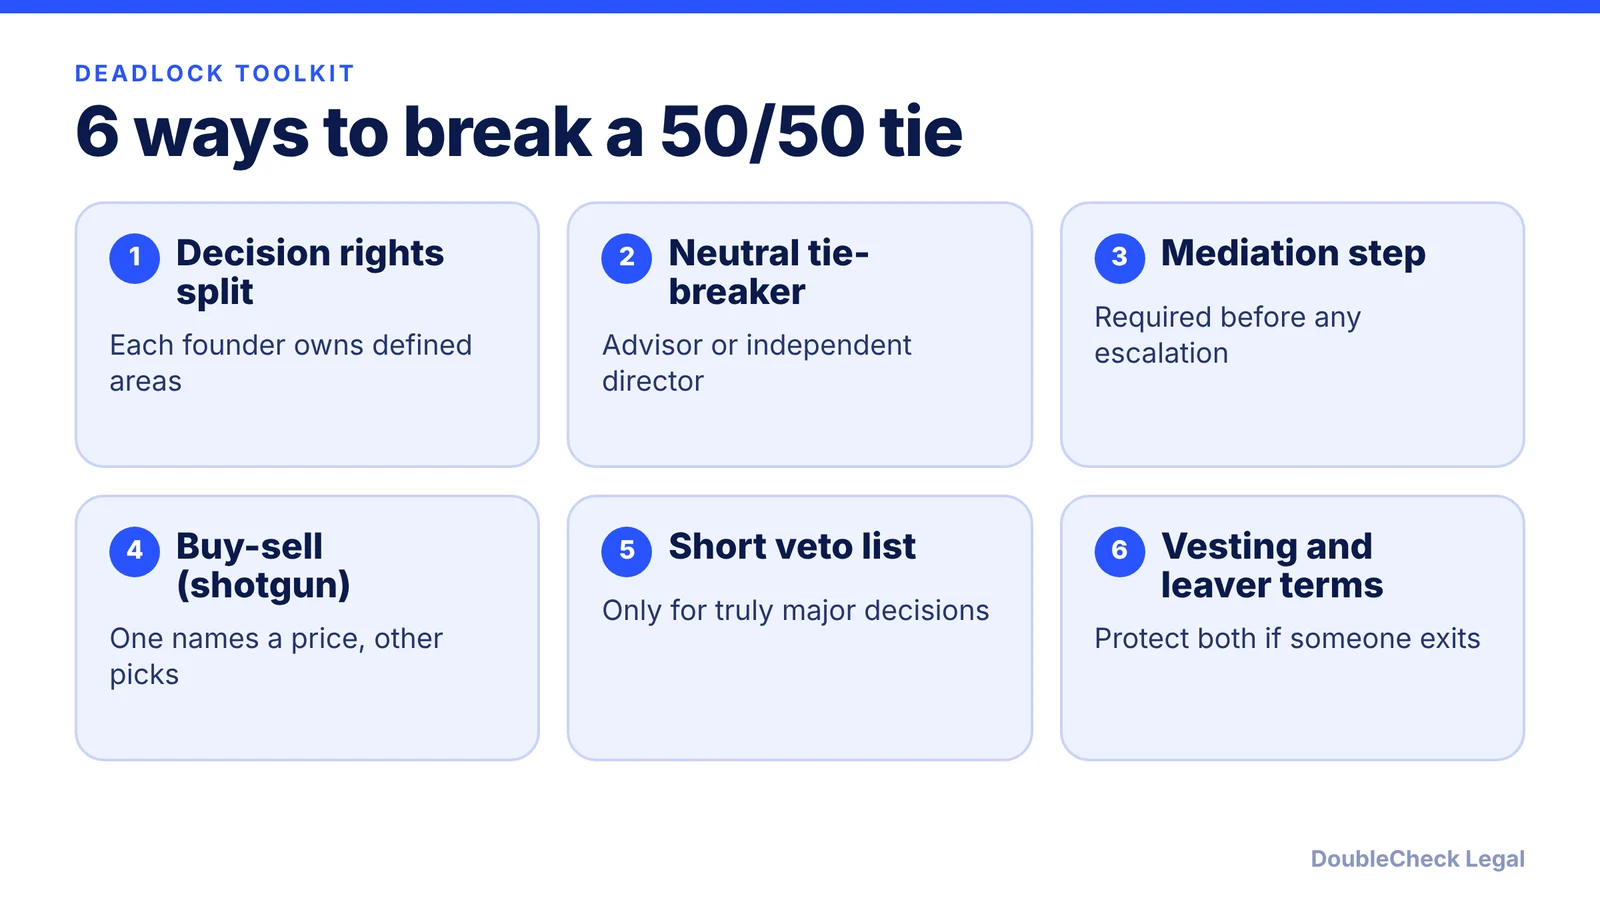 DEADLOCK TOOLKIT
6 ways to break a 50/50 tie
1 Decision rights
split
Each founder owns defined
areas
2 Neutral tie-
breaker
Advisor or independent
director
3 Mediation step
Required before any
escalation
4 Buy-sell
(shotgun)
One names a price, other
picks
5 Short veto list
Only for truly major decisions
6 Vesting and
leaver terms
Protect both if someone exits
DoubleCheck Legal